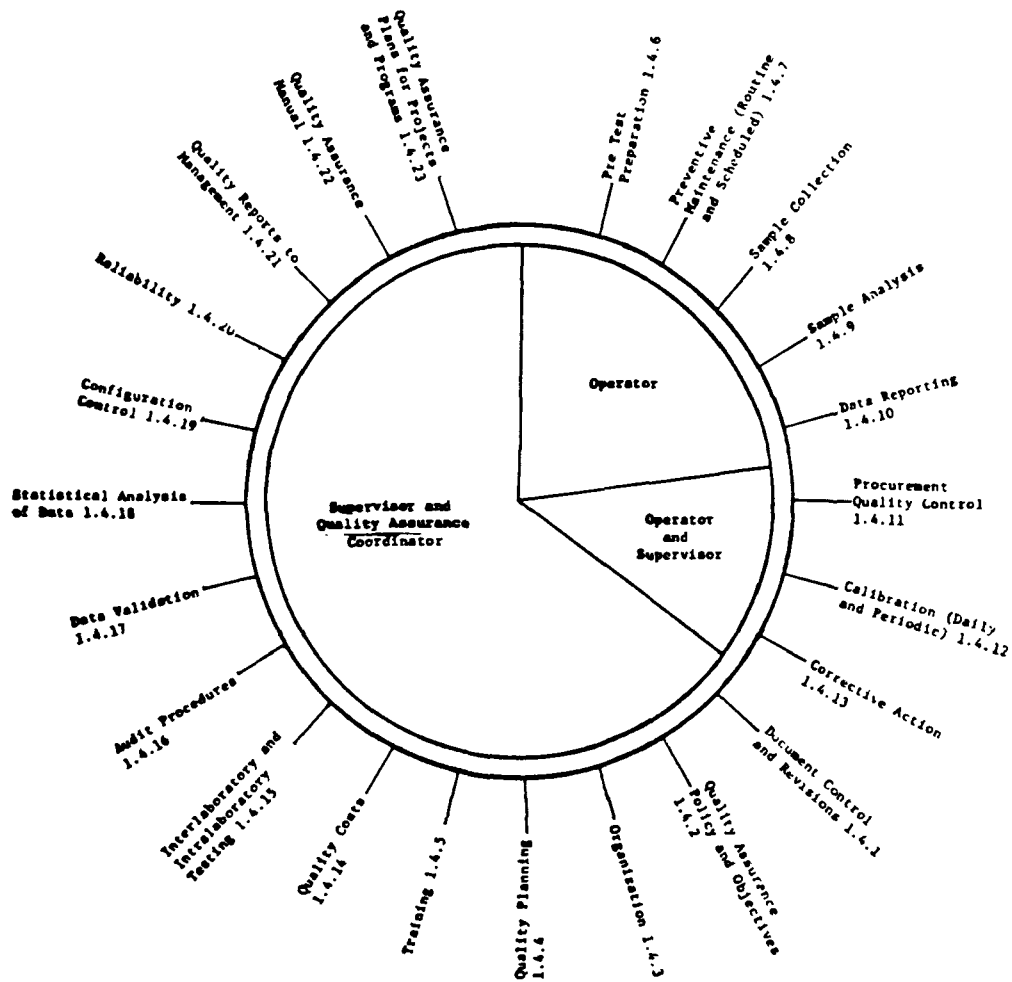 Quality Assurance
Plans for Projects
and Programs 1.4.23
Pre Test
Preparation 1.4.6
Preventive
Maintenance (Routine
and Scheduled) 1.4.7
Sample Collection
1.4.8
Sample Analysis
1.4.9
Data Reporting
1.4.10
Procurement
Quality Control
1.4.11
Calibration (Daily
and Periodic) 1.4.12
Corrective Action
1.4.13
Document Control
and Revisions 1.4.1
Quality Assurance
Policy and Objectives
1.4.2
Organization 1.4.3
Quality Planning
1.4.4
Training 1.4.5
Quality Costs
1.4.14
Interlaboratory and
Intralaboratory
Testing 1.4.15
Audit Procedures
1.4.16
Data Validation
1.4.17
Statistical Analysis
of Data 1.4.18
Configuration
Control 1.4.19
Reliability 1.4.20
Quality Reports to
Management 1.4.21
Quality Assurance
Manual 1.4.22
Operator
Operator
and
Supervisor
Supervisor and
Quality Assurance
Coordinator